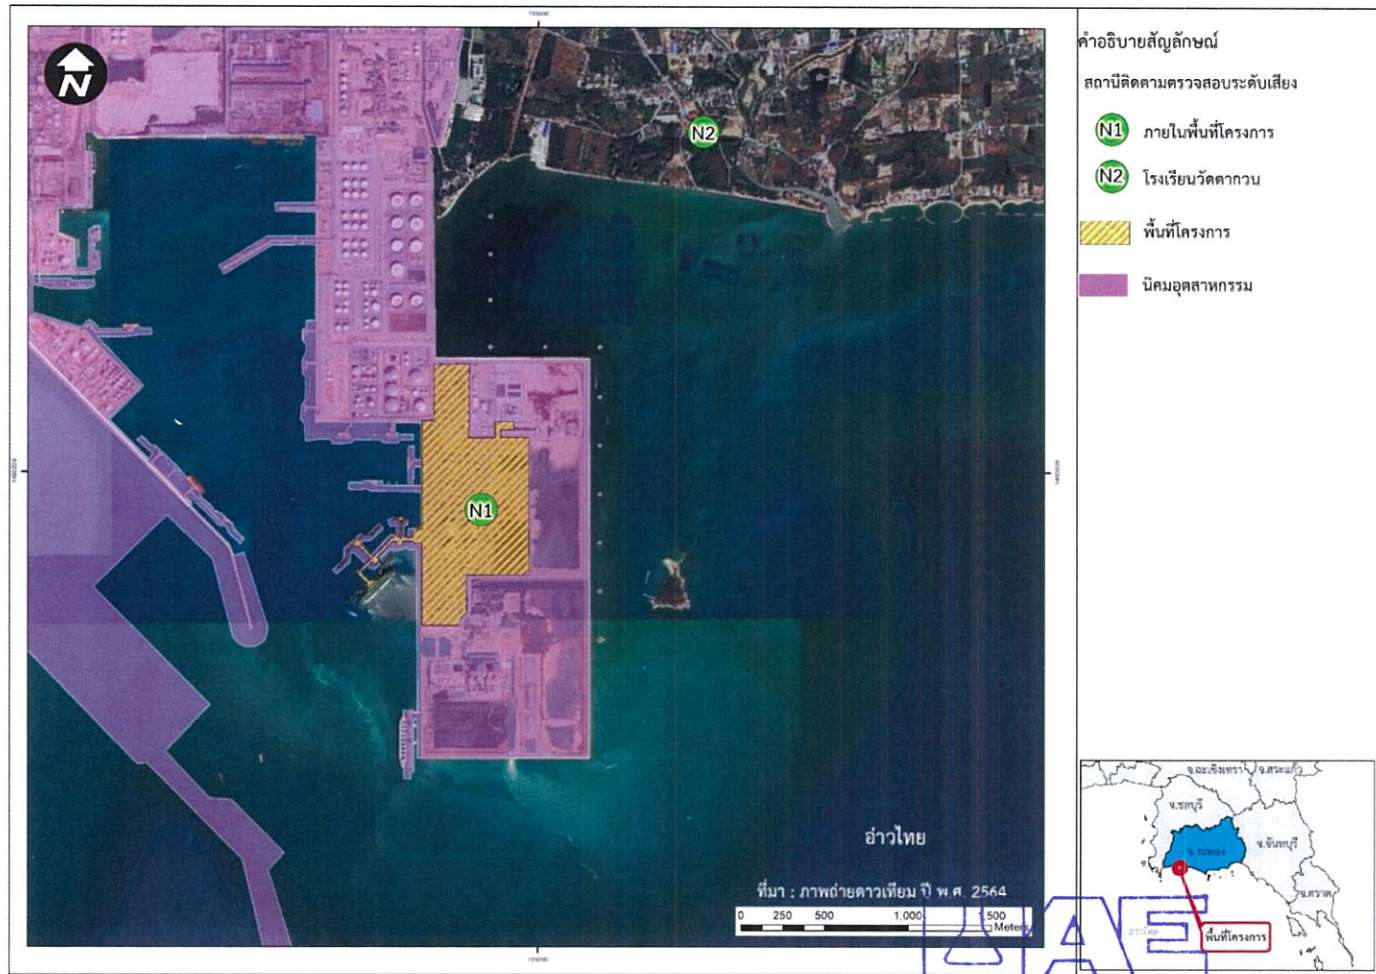 N
N2
N1
อ่าวไทย
ที่มา : ภาพถ่ายดาวเทียม ปี พ.ศ. 2564
0 250 500 1,000 1,500
Meters
คำอธิบายสัญลักษณ์
สถานีติดตามตรวจสอบระดับเสียง
N1 ภายในพื้นที่โครงการ
N2 โรงเรียนวัดตากวน
พื้นที่โครงการ
นิคมอุตสาหกรรม
จ.ฉะเชิงเทรา จ.สระแก้ว
จ.ชลบุรี
จ.ระยอง
จ.จันทบุรี
จ.ตราด
อ่าวไทย
พื้นที่โครงการ
AE